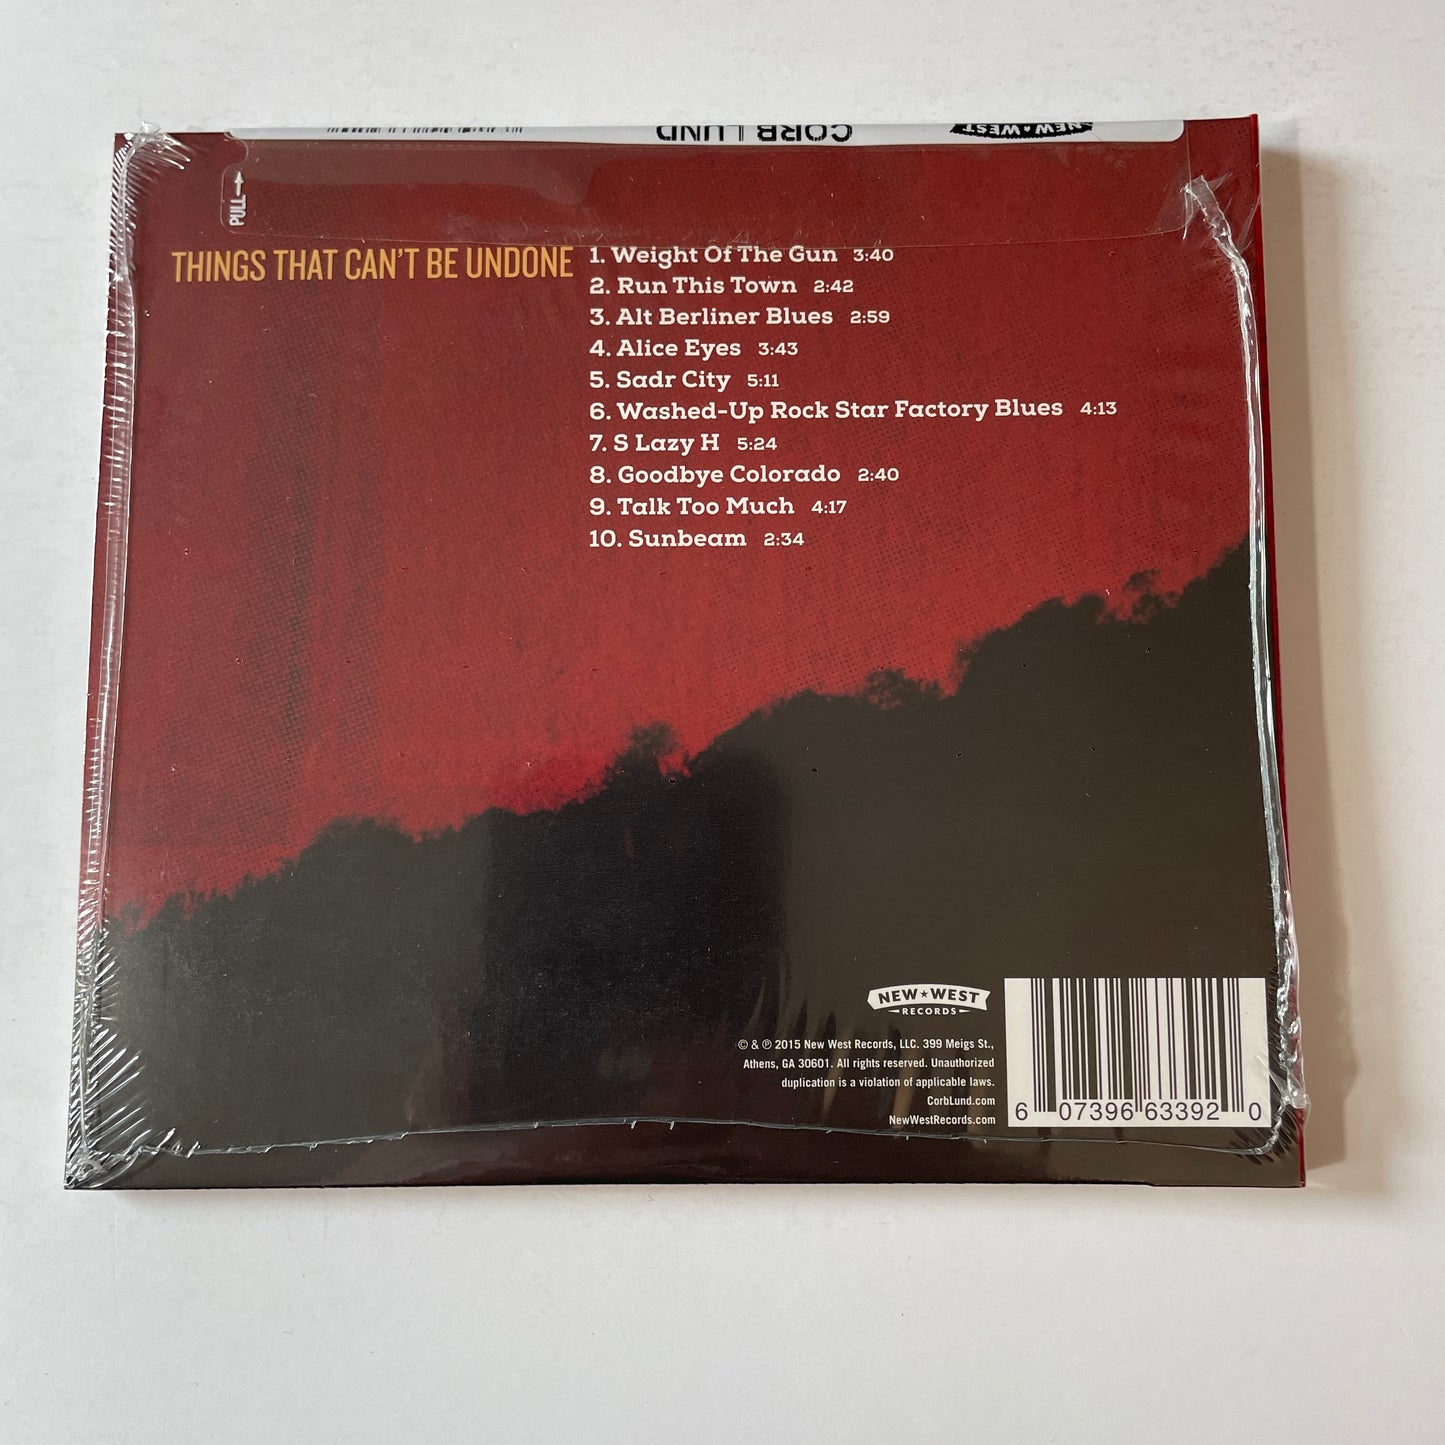 NEW★WEST
CORB LUND
PULL→
THINGS THAT CAN'T BE UNDONE
1. Weight Of The Gun 3:40
2. Run This Town 2:42
3. Alt Berliner Blues 2:59
4. Alice Eyes 3:43
5. Sadr City 5:11
6. Washed-Up Rock Star Factory Blues 4:13
7. S Lazy H 5:24
8. Goodbye Colorado 2:40
9. Talk Too Much 4:17
10. Sunbeam 2:34
NEW★WEST
RECORDS
© & ℗ 2015 New West Records, LLC. 399 Meigs St.,
Athens, GA 30601. All rights reserved. Unauthorized
duplication is a violation of applicable laws.
CorbLund.com
NewWestRecords.com
6 07396 63392 0